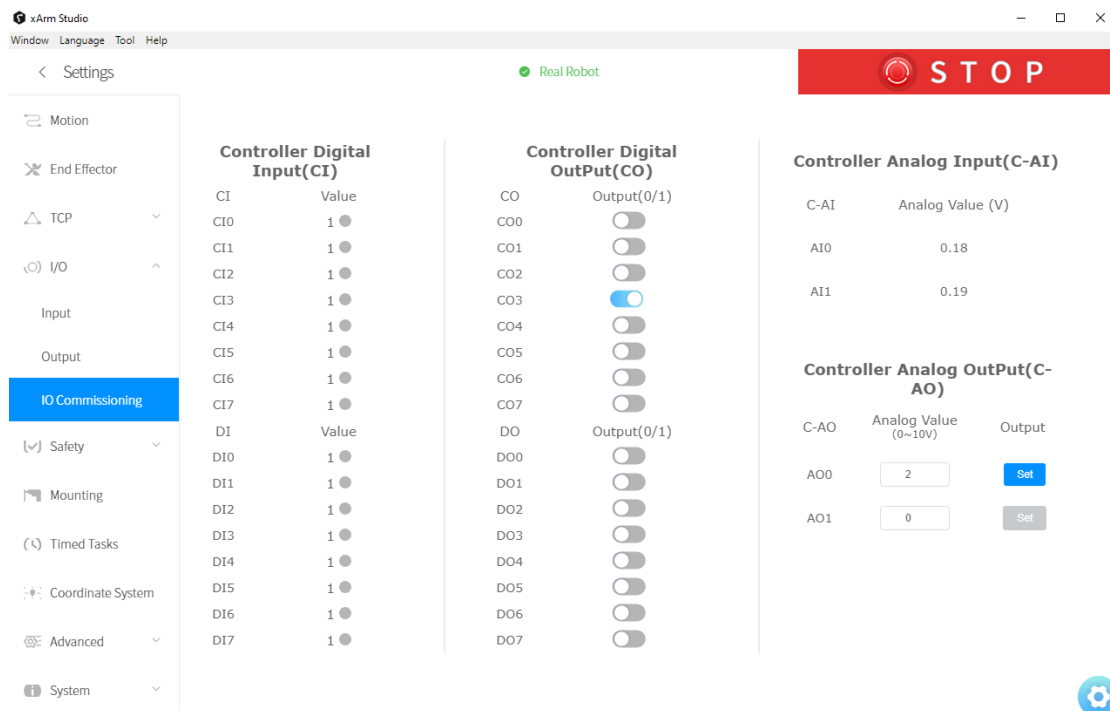 xArm Studio
Window Language Tool Help
Settings
Real Robot
STOP
Motion
End Effector
TCP
I/O
Input
Output
IO Commissioning
Safety
Mounting
Timed Tasks
Coordinate System
Advanced
System
Controller Digital
Input(CI)
CI Value
CI0 1
CI1 1
CI2 1
CI3 1
CI4 1
CI5 1
CI6 1
CI7 1
DI Value
DI0 1
DI1 1
DI2 1
DI3 1
DI4 1
DI5 1
DI6 1
DI7 1
Controller Digital
OutPut(CO)
CO Output(0/1)
CO0
CO1
CO2
CO3
CO4
CO5
CO6
CO7
DO Output(0/1)
DO0
DO1
DO2
DO3
DO4
DO5
DO6
DO7
Controller Analog Input(C-AI)
C-AI Analog Value (V)
AI0 0.18
AI1 0.19
Controller Analog OutPut(C-
AO)
C-AO Analog Value Output
(0~10V)
AO0 2 Set
AO1 0 Set